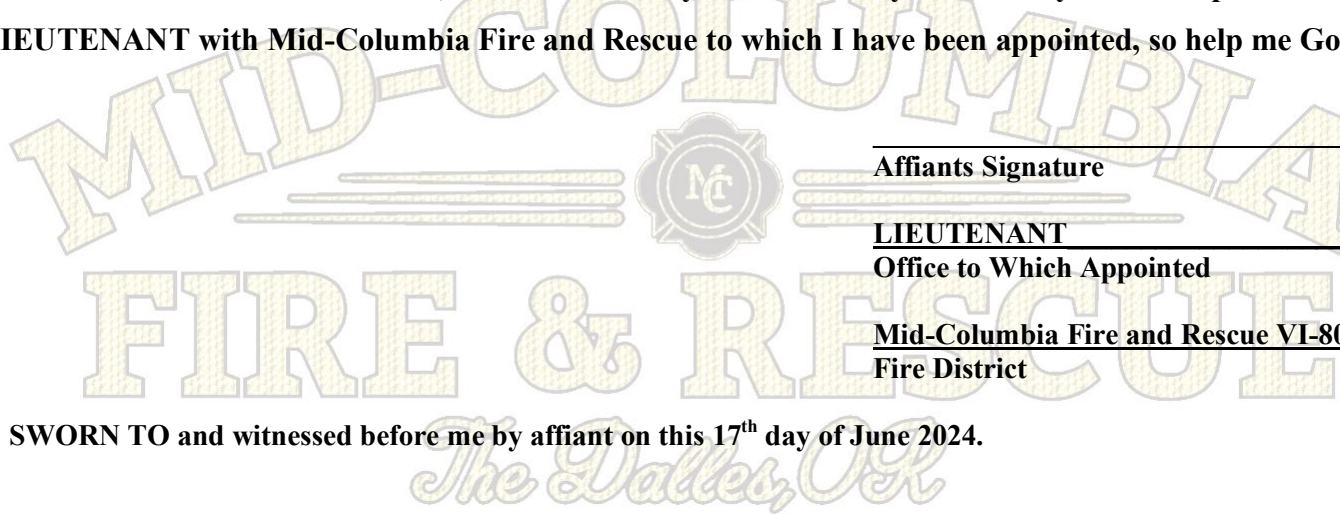 IEUTENANT with Mid-Columbia Fire and Rescue to which I have been appointed, so help me Go
MID-COLUMBIA
MC
Affiants Signature
LIEUTENANT
Office to Which Appointed
FIRE & RESCUE
Mid-Columbia Fire and Rescue VI-80
Fire District
SWORN TO and witnessed before me by affiant on this 17th day of June 2024.
The Dalles, OR